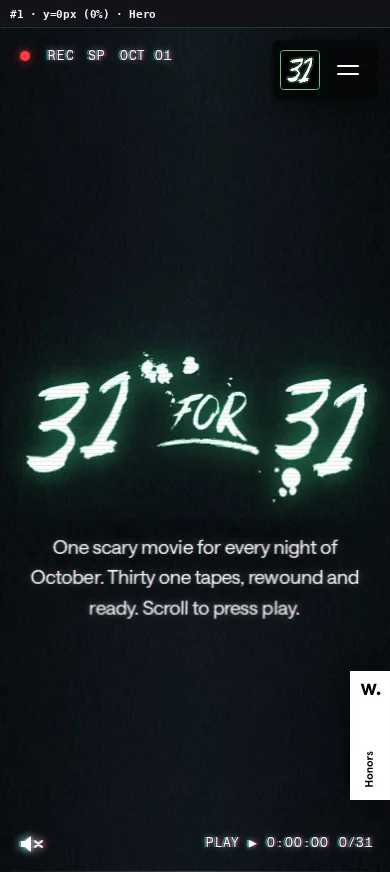 #1 · y=0px (0%) · Hero
REC SP OCT 01
31
31 FOR 31
One scary movie for every night of
October. Thirty one tapes, rewound and
ready. Scroll to press play.
W.
Honors
PLAY ▶ 0:00:00 0/31